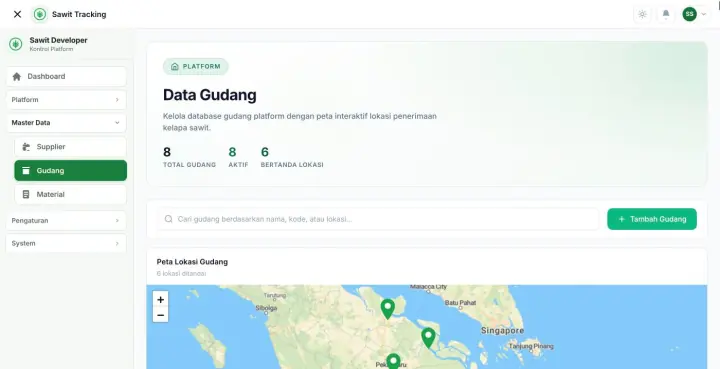 Sawit Tracking
SS
Sawit Developer
Kontrol Platform
Dashboard
Platform
Master Data
Supplier
Gudang
Material
Pengaturan
System
PLATFORM
Data Gudang
Kelola database gudang platform dengan peta interaktif lokasi penerimaan
kelapa sawit.
8
TOTAL GUDANG
8
AKTIF
6
BERTANDA LOKASI
Cari gudang berdasarkan nama, kode, atau lokasi...
+ Tambah Gudang
Peta Lokasi Gudang
6 lokasi ditandai
+
−
Tarutung
Sibolga
Malacca City
Batu Pahat
Singapore
Tanjung Pinang